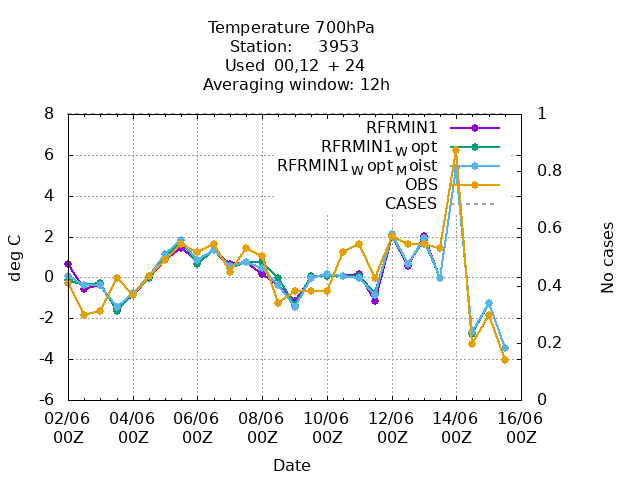 Temperature 700hPa
Station: 3953
Used 00,12 + 24
Averaging window: 12h
8
6
4
2
0
-2
-4
-6
deg C
1
0.8
0.6
0.4
0.2
0
No cases
RFRMIN1
RFRMIN1W opt
RFRMIN1W optM oist
OBS
CASES
02/06 04/06 06/06 08/06 10/06 12/06 14/06 16/06
00Z 00Z 00Z 00Z 00Z 00Z 00Z 00Z
Date